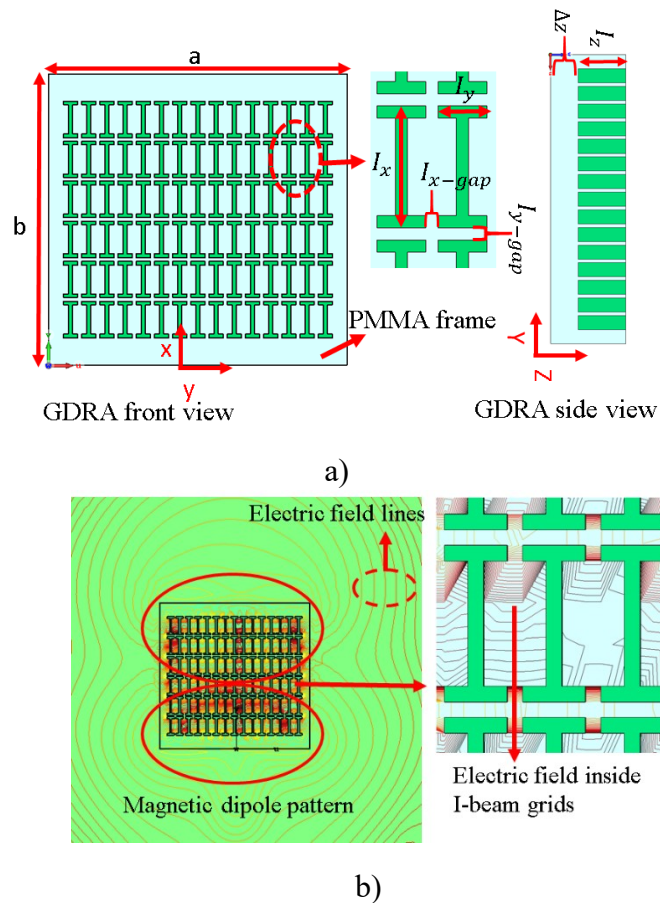 a
b
I_y
I_x
I_{x-gap}
I_{y-gap}
Δz
I_z
PMMA frame
x
y
Y
Z
GDRA front view
GDRA side view
a)
Electric field lines
Magnetic dipole pattern
Electric field inside
I-beam grids
b)